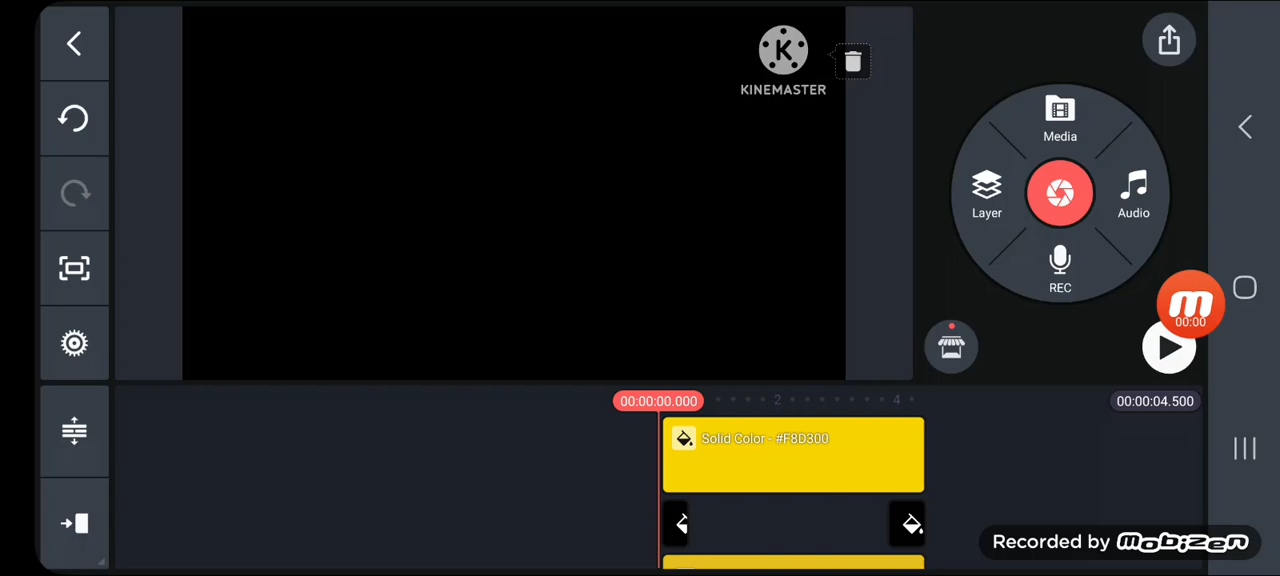 KINEMASTER
Media
Layer
Audio
REC
00:00
00:00:00.000
2
4
00:00:04.500
Solid Color - #F8D300
Recorded by mobizen